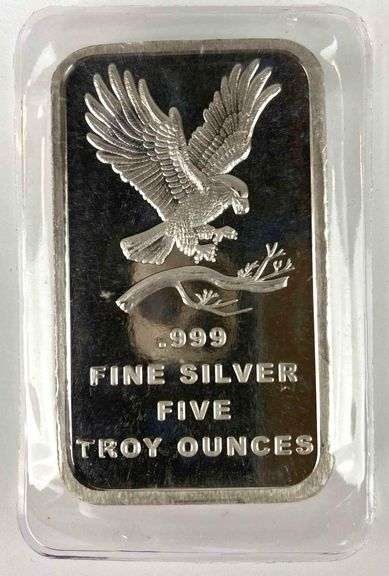 .999
FINE SILVER
FIVE
TROY OUNCES